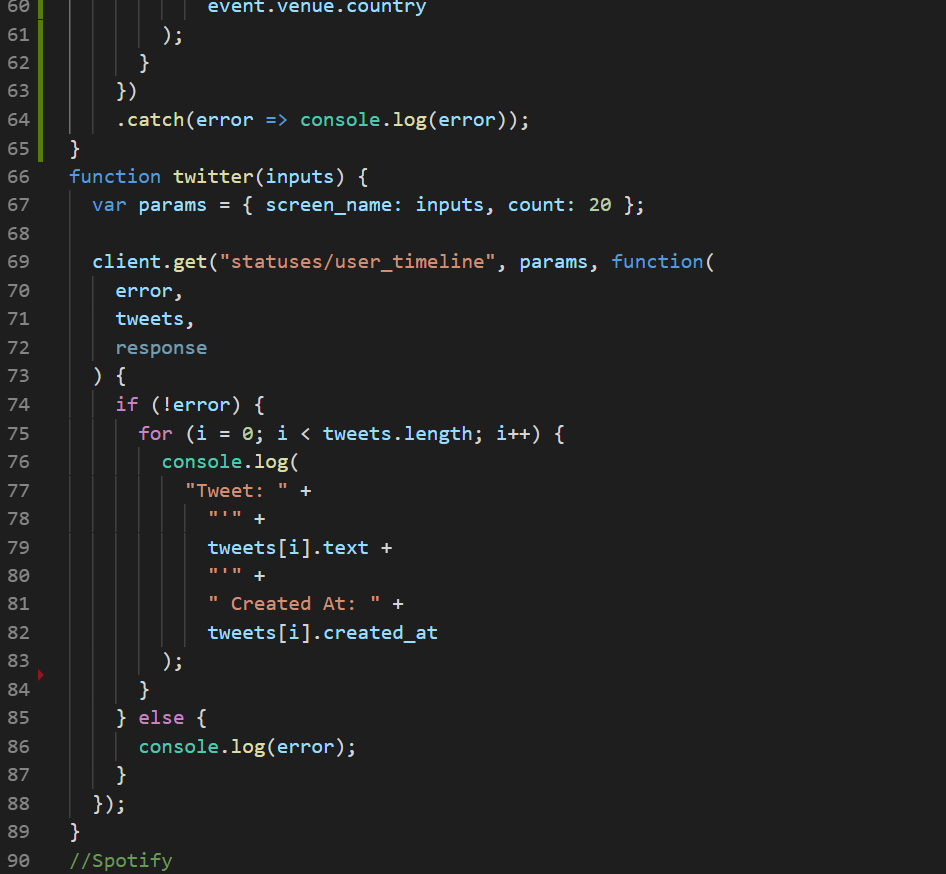 60 event.venue.country
61 );
62 }
63 })
64 .catch(error => console.log(error));
65 }
66 function twitter(inputs) {
67 var params = { screen_name: inputs, count: 20 };
68
69 client.get("statuses/user_timeline", params, function(
70 error,
71 tweets,
72 response
73 ) {
74 if (!error) {
75 for (i = 0; i < tweets.length; i++) {
76 console.log(
77 "Tweet: " +
78 "'" +
79 tweets[i].text +
80 "'" +
81 " Created At: " +
82 tweets[i].created_at
83 );
84 }
85 } else {
86 console.log(error);
87 }
88 });
89 }
90 //Spotify